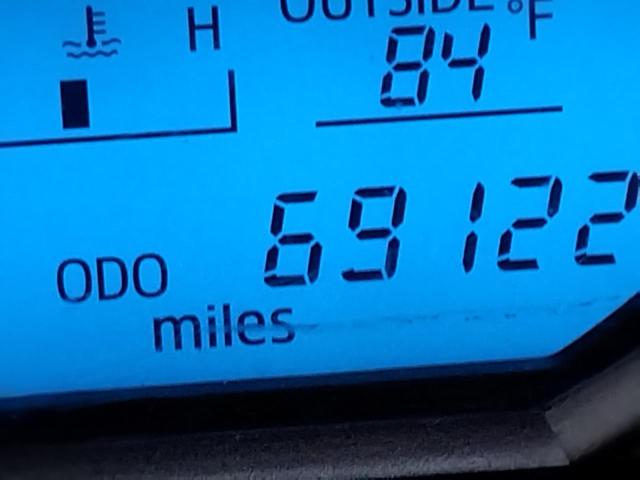 H OUTSIDE °F
84
69122
ODO
miles